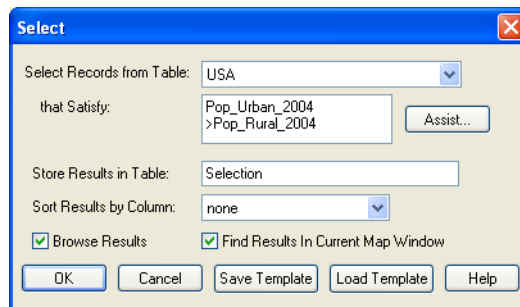 Select
Select Records from Table: USA
that Satisfy: Pop_Urban_2004
>Pop_Rural_2004
Assist...
Store Results in Table: Selection
Sort Results by Column: none
Browse Results Find Results In Current Map Window
OK Cancel Save Template Load Template Help